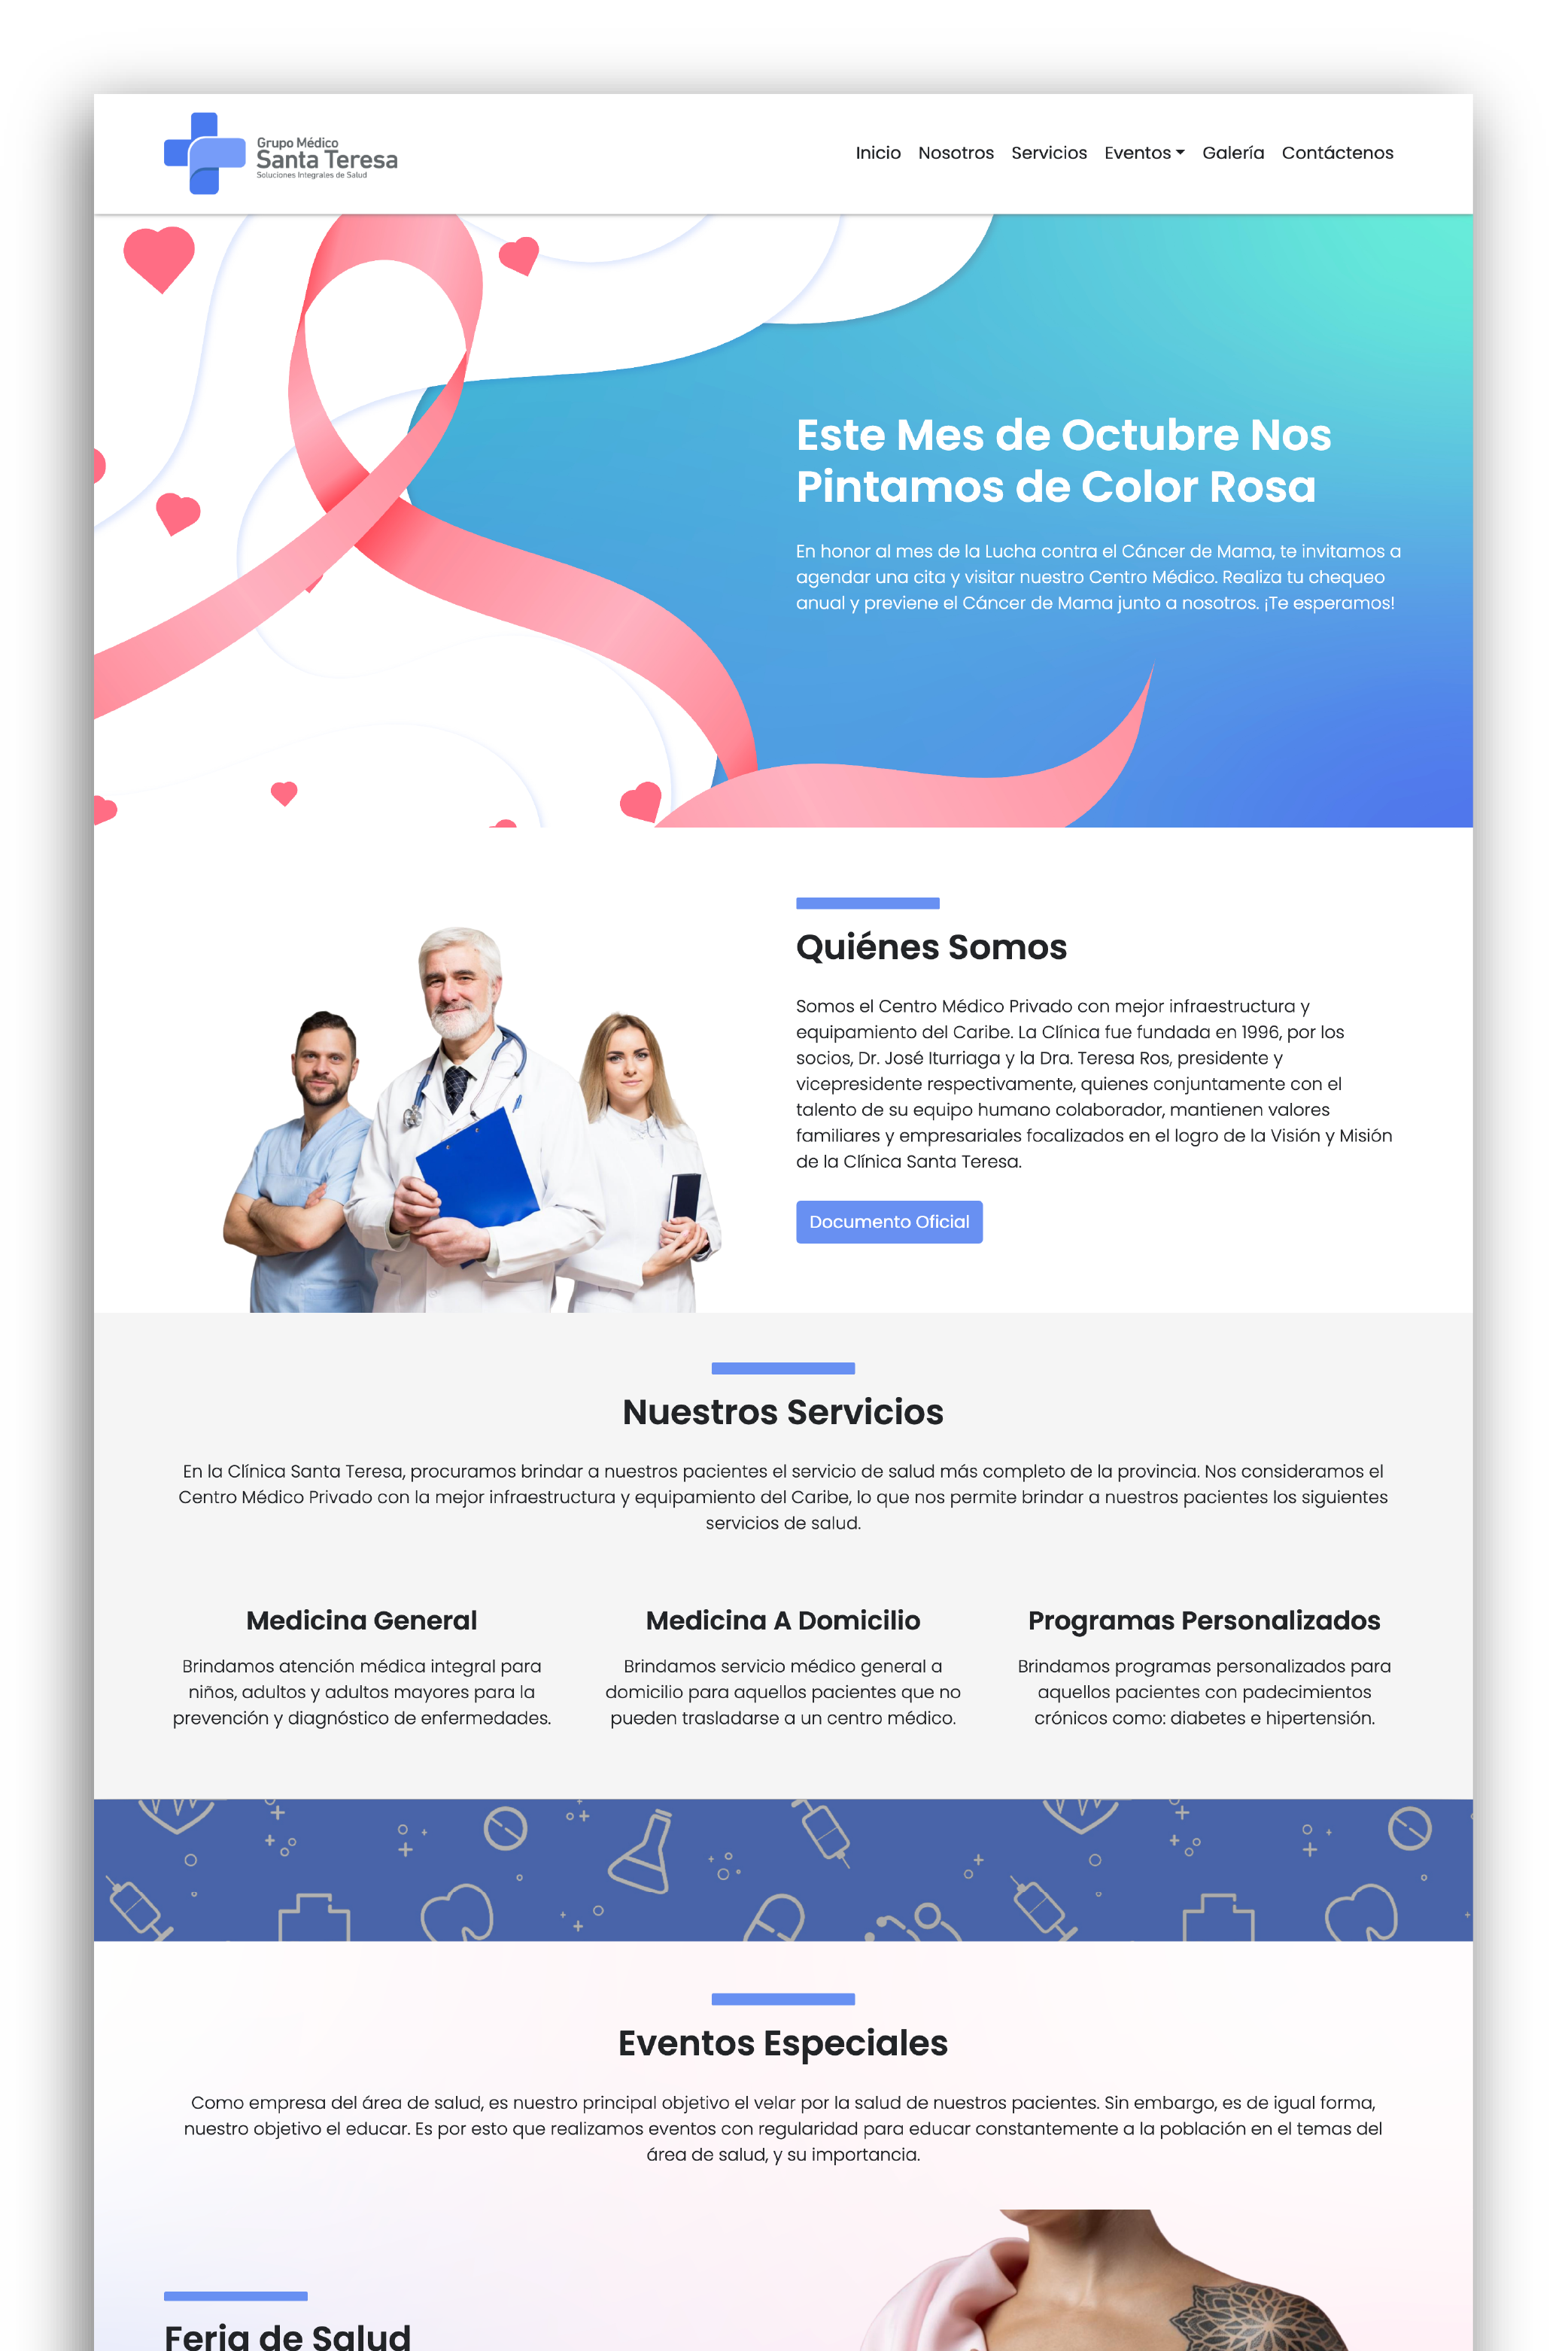 Grupo Médico
Santa Teresa
Soluciones Integrales de Salud
Inicio Nosotros Servicios Eventos Galería Contáctenos
Este Mes de Octubre Nos
Pintamos de Color Rosa
En honor al mes de la Lucha contra el Cáncer de Mama, te invitamos a
agendar una cita y visitar nuestro Centro Médico. Realiza tu chequeo
anual y previene el Cáncer de Mama junto a nosotros. ¡Te esperamos!
Quiénes Somos
Somos el Centro Médico Privado con mejor infraestructura y
equipamiento del Caribe. La Clínica fue fundada en 1996, por los
socios, Dr. José Iturriaga y la Dra. Teresa Ros, presidente y
vicepresidente respectivamente, quienes conjuntamente con el
talento de su equipo humano colaborador, mantienen valores
familiares y empresariales focalizados en el logro de la Visión y Misión
de la Clínica Santa Teresa.
Documento Oficial
Nuestros Servicios
En la Clínica Santa Teresa, procuramos brindar a nuestros pacientes el servicio de salud más completo de la provincia. Nos consideramos el
Centro Médico Privado con la mejor infraestructura y equipamiento del Caribe, lo que nos permite brindar a nuestros pacientes los siguientes
servicios de salud.
Medicina General
Brindamos atención médica integral para
niños, adultos y adultos mayores para la
prevención y diagnóstico de enfermedades.
Medicina A Domicilio
Brindamos servicio médico general a
domicilio para aquellos pacientes que no
pueden trasladarse a un centro médico.
Programas Personalizados
Brindamos programas personalizados para
aquellos pacientes con padecimientos
crónicos como: diabetes e hipertensión.
Eventos Especiales
Como empresa del área de salud, es nuestro principal objetivo el velar por la salud de nuestros pacientes. Sin embargo, es de igual forma,
nuestro objetivo el educar. Es por esto que realizamos eventos con regularidad para educar constantemente a la población en el temas del
área de salud, y su importancia.
Feria de Salud